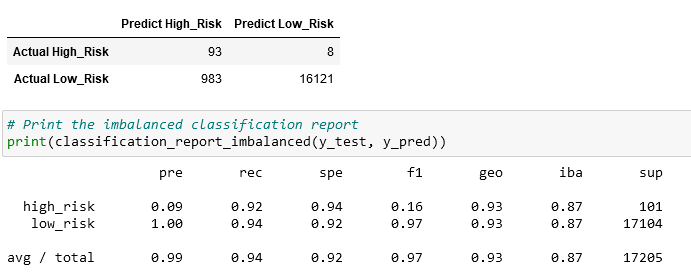 Predict High_Risk Predict Low_Risk
Actual High_Risk 93 8
Actual Low_Risk 983 16121
# Print the imbalanced classification report
print(classification_report_imbalanced(y_test, y_pred))
pre rec spe f1 geo iba sup
high_risk 0.09 0.92 0.94 0.16 0.93 0.87 101
low_risk 1.00 0.94 0.92 0.97 0.93 0.87 17104
avg / total 0.99 0.94 0.92 0.97 0.93 0.87 17205